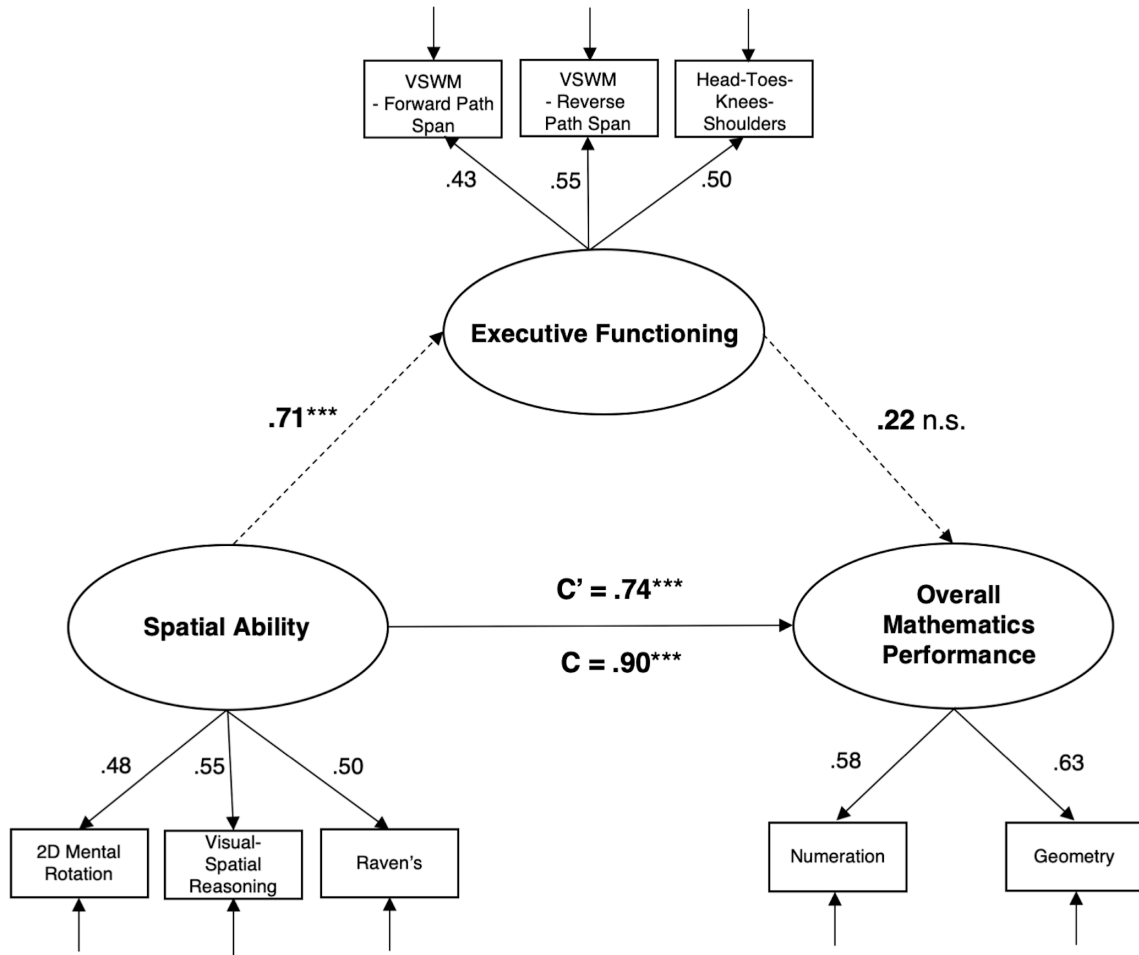 VSWM
- Forward Path
Span
VSWM
- Reverse
Path Span
Head-Toes-
Knees-
Shoulders
.43
.55
.50
Executive Functioning
.71***
.22 n.s.
Spatial Ability
C’ = .74***
C = .90***
Overall
Mathematics
Performance
.48
.55
.50
.58
.63
2D Mental
Rotation
Visual-
Spatial
Reasoning
Raven's
Numeration
Geometry